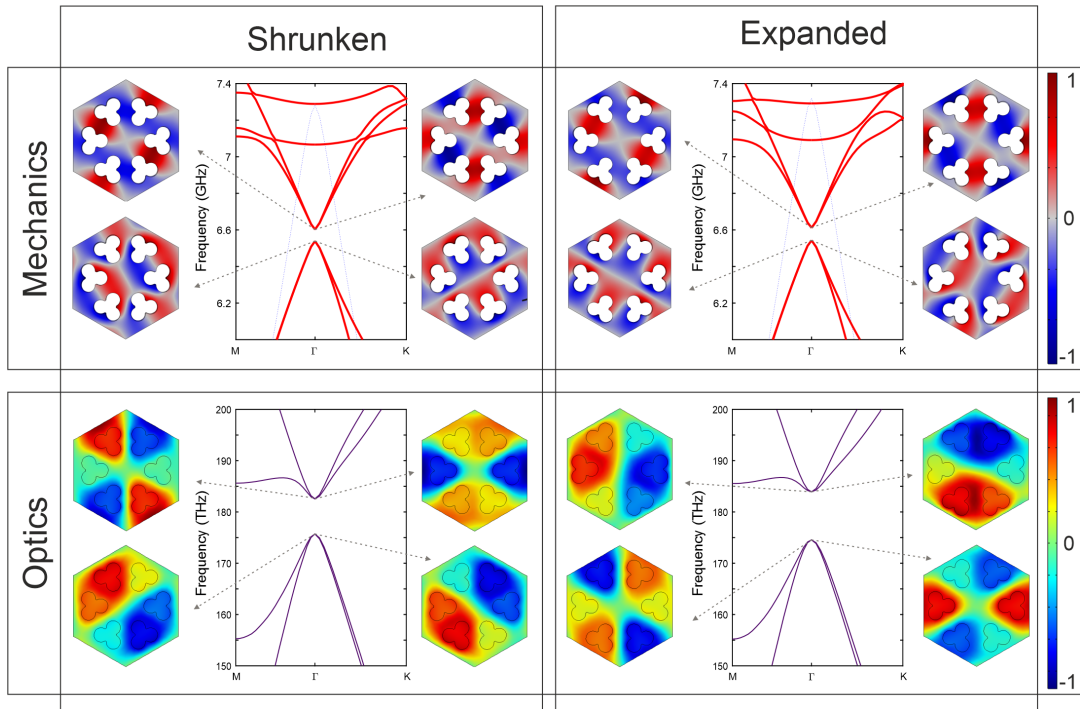 Shrunken
Expanded
Mechanics
Frequency (GHz)
7.4
7
6.6
6.2
M
Γ
K
Frequency (GHz)
7.4
7
6.6
6.2
M
Γ
K
1
0
-1
Optics
Frequency (THz)
200
190
180
170
160
150
M
Γ
K
Frequency (THz)
200
190
180
170
160
150
M
Γ
K
1
0
-1